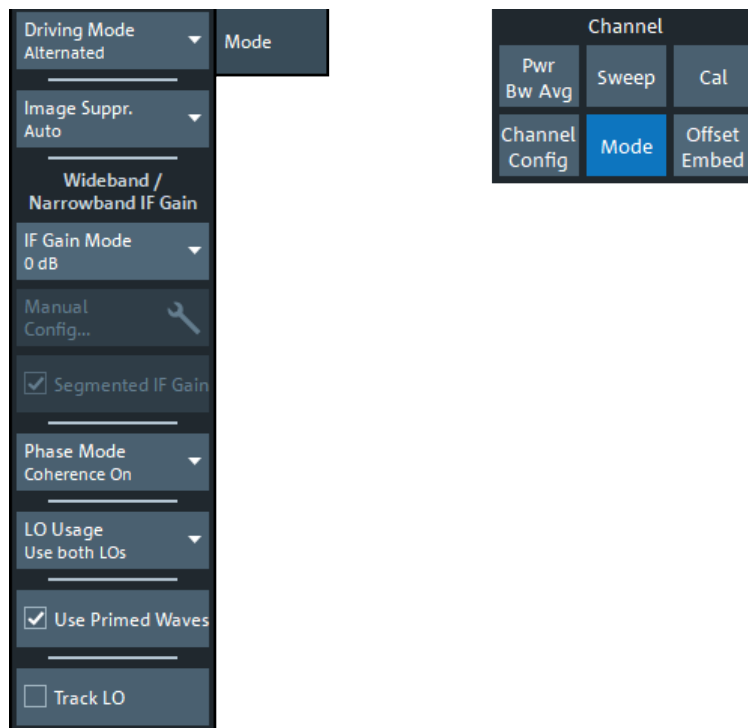 Driving Mode
Alternated
Mode
Image Suppr.
Auto
Wideband /
Narrowband IF Gain
IF Gain Mode
0 dB
Manual
Config...
Segmented IF Gain
Phase Mode
Coherence On
LO Usage
Use both LOs
Use Primed Waves
Track LO
Channel
Pwr
Bw Avg
Sweep
Cal
Channel
Config
Mode
Offset
Embed